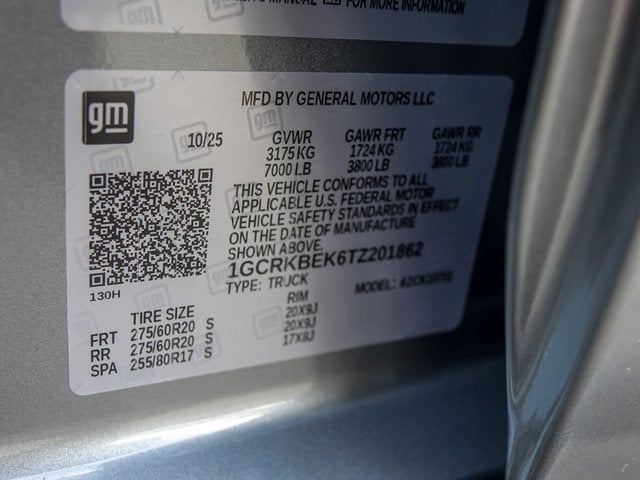 FOR MORE INFORMATION
gm
MFD BY GENERAL MOTORS LLC
10/25 GVWR GAWR FRT GAWR RR
3175 KG 1724 KG 1724 KG
7000 LB 3800 LB 3800 LB
THIS VEHICLE CONFORMS TO ALL
APPLICABLE U.S. FEDERAL MOTOR
VEHICLE SAFETY STANDARDS IN EFFECT
ON THE DATE OF MANUFACTURE
SHOWN ABOVE.
1GCRKBEK6TZ201862
TYPE: TRUCK MODEL:
130H
TIRE SIZE RIM
FRT 275/60R20 S 20X9J
RR 275/60R20 S 20X9J
SPA 255/80R17 S 17X8J